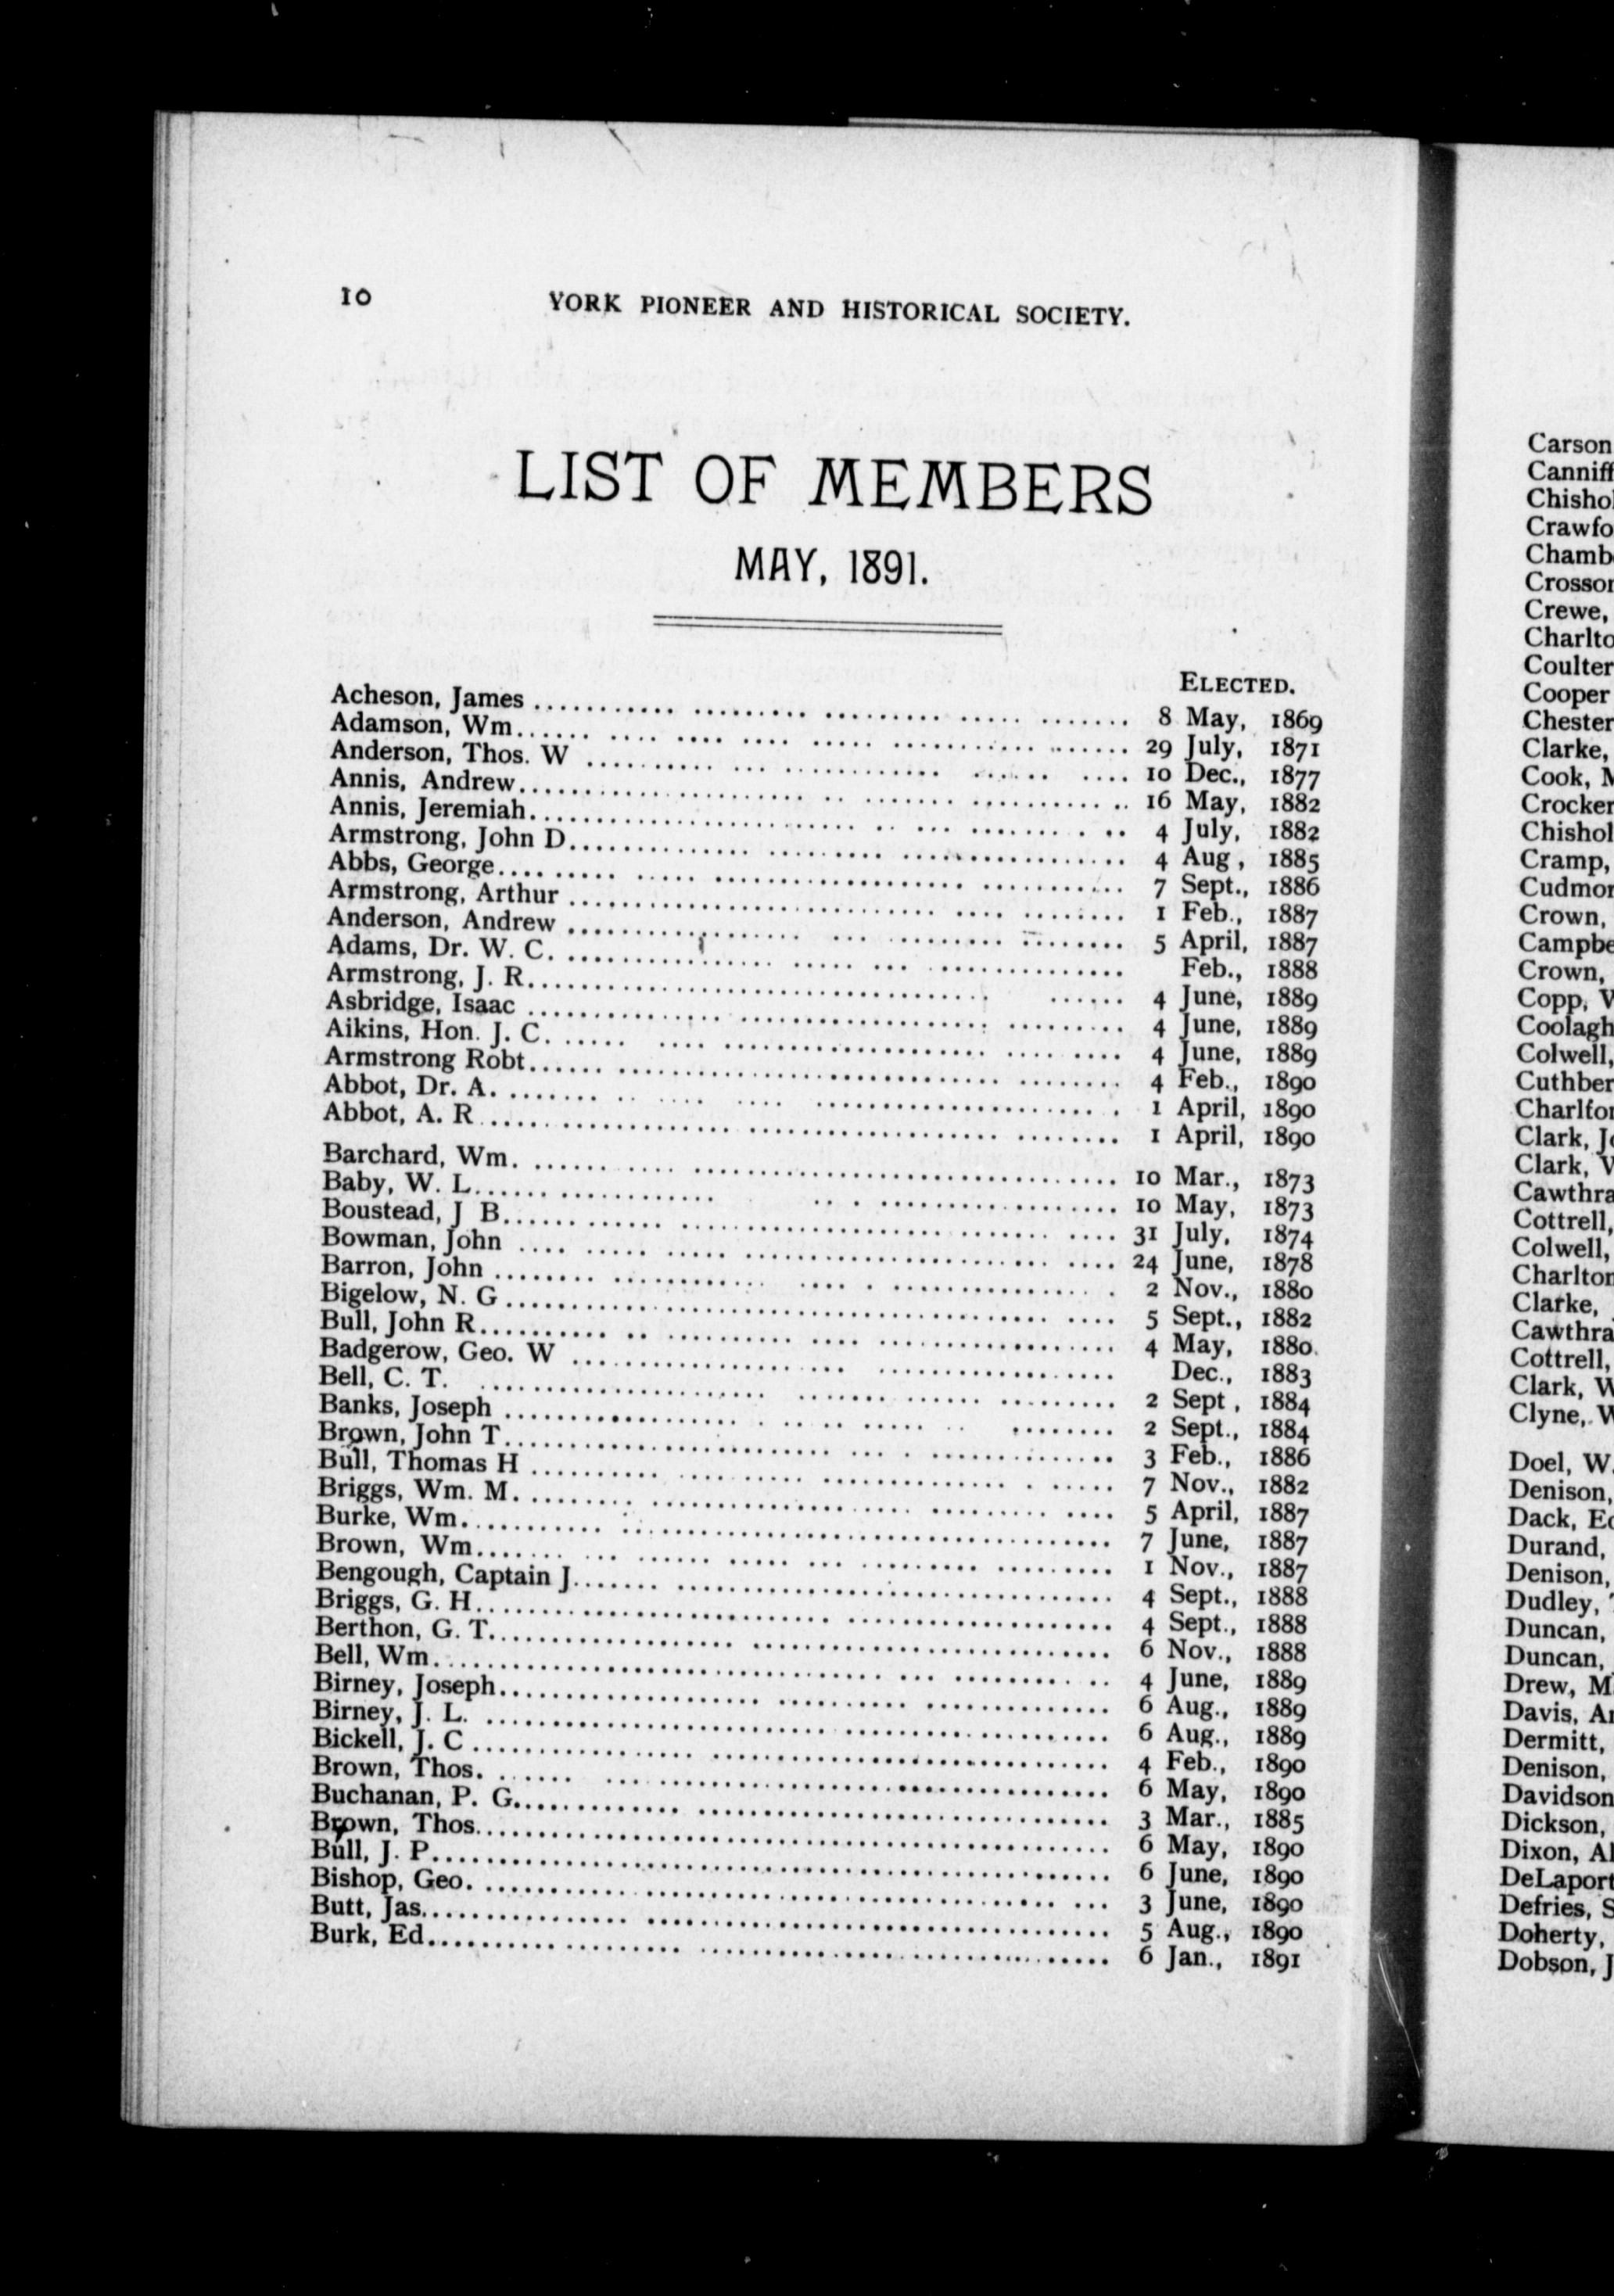 10 YORK PIONEER AND HISTORICAL SOCIETY.
LIST OF MEMBERS
MAY, 1891.
ELECTED.
Acheson, James ........ 8 May, 1869
Adamson, Wm........ 29 July, 1871
Anderson, Thos. W ........ 10 Dec., 1877
Annis, Andrew........ 16 May, 1882
Annis, Jeremiah........ 4 July, 1882
Armstrong, John D........ 4 Aug , 1885
Abbs, George........ 7 Sept., 1886
Armstrong, Arthur ........ 1 Feb., 1887
Anderson, Andrew ........ 5 April, 1887
Adams, Dr. W. C. ........ Feb., 1888
Armstrong, J. R........ 4 June, 1889
Asbridge, Isaac ........ 4 June, 1889
Aikins, Hon. J. C. ........ 4 June, 1889
Armstrong Robt........ 4 Feb., 1890
Abbot, Dr. A. ........ 1 April, 1890
Abbot, A. R ........ 1 April, 1890
Barchard, Wm. ........ 10 Mar., 1873
Baby, W. L........ 10 May, 1873
Boustead, J B........ 31 July, 1874
Bowman, John ........ 24 June, 1878
Barron, John ........ 2 Nov., 1880
Bigelow, N. G ........ 5 Sept., 1882
Bull, John R........ 4 May, 1880
Badgerow, Geo. W ........ Dec., 1883
Bell, C. T. ........ 2 Sept , 1884
Banks, Joseph ........ 2 Sept., 1884
Brown, John T........ 3 Feb., 1886
Bull, Thomas H ........ 7 Nov., 1882
Briggs, Wm. M. ........ 5 April, 1887
Burke, Wm. ........ 7 June, 1887
Brown, Wm........ 1 Nov., 1887
Bengough, Captain J........ 4 Sept., 1888
Briggs, G. H........ 4 Sept., 1888
Berthon, G. T........ 6 Nov., 1888
Bell, Wm........ 4 June, 1889
Birney, Joseph........ 6 Aug., 1889
Birney, J. L. ........ 6 Aug., 1889
Bickell, J. C ........ 4 Feb., 1890
Brown, Thos. ........ 6 May, 1890
Buchanan, P. G........ 3 Mar., 1885
Brown, Thos........ 6 May, 1890
Bull, J. P........ 6 June, 1890
Bishop, Geo. ........ 3 June, 1890
Butt, Jas........ 5 Aug., 1890
Burk, Ed........ 6 Jan., 1891
Carson
Canniff
Chishol
Crawfo
Chambe
Crosson
Crewe,
Charlto
Coulter
Cooper
Chester
Clarke,
Cook, M
Crocker
Chishol
Cramp,
Cudmor
Crown,
Campbe
Crown,
Copp, W
Coolagh
Colwell,
Cuthber
Charlton
Clark, Jo
Clark, W
Cawthra
Cottrell,
Colwell,
Charlton
Clarke,
Cawthra
Cottrell,
Clark, W
Clyne, W
Doel, W.
Denison,
Dack, Ed
Durand,
Denison,
Dudley,
Duncan,
Duncan,
Drew, M
Davis, An
Dermitt,
Denison,
Davidson
Dickson,
Dixon, Al
DeLaport
Defries, S
Doherty,
Dobson, J